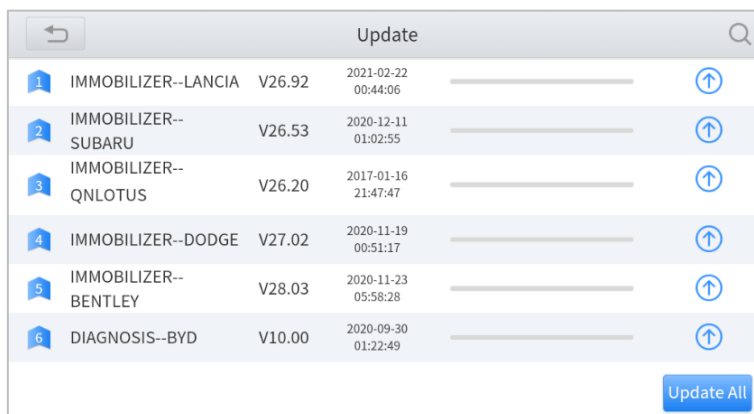 Update
1 IMMOBILIZER--LANCIA V26.92 2021-02-22
00:44:06
2 IMMOBILIZER--
SUBARU V26.53 2020-12-11
01:02:55
3 IMMOBILIZER--
QNLOTUS V26.20 2017-01-16
21:47:47
4 IMMOBILIZER--DODGE V27.02 2020-11-19
00:51:17
5 IMMOBILIZER--
BENTLEY V28.03 2020-11-23
05:58:28
6 DIAGNOSIS--BYD V10.00 2020-09-30
01:22:49
Update All